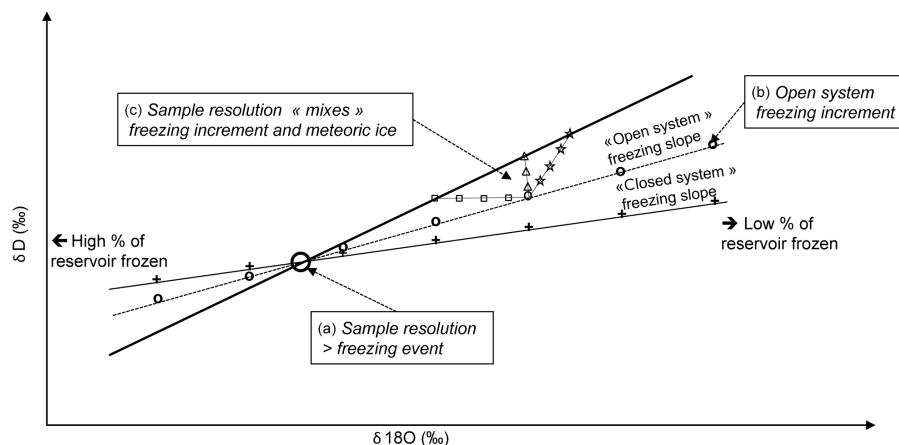 (c) Sample resolution « mixes »
freezing increment and meteoric ice
(b) Open system
freezing increment
«Open system »
freezing slope
«Closed system »
freezing slope
← High % of
reservoir frozen
→ Low % of
reservoir frozen
(a) Sample resolution
> freezing event
δ D (‰)
δ 18O (‰)